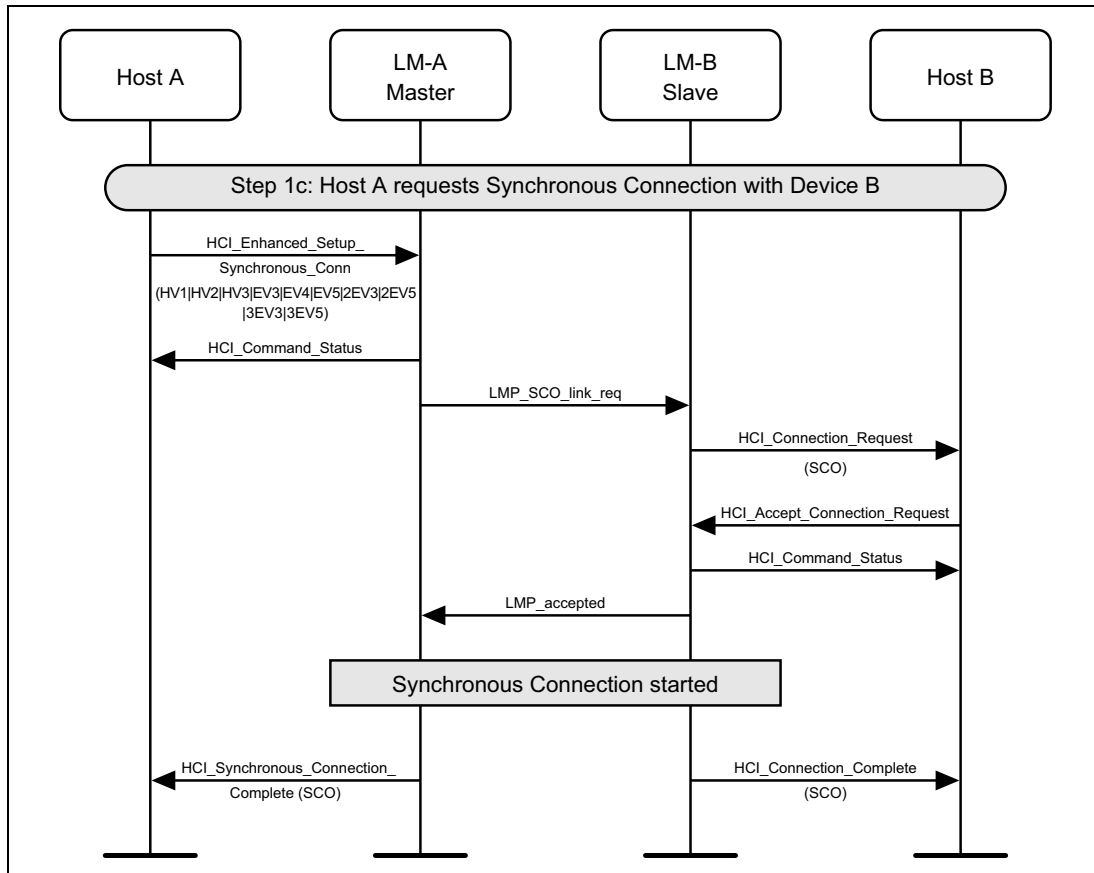 Host A
LM-A
Master
LM-B
Slave
Host B
Step 1c: Host A requests Synchronous Connection with Device B
HCI_Enhanced_Setup_
Synchronous_Conn
(HV1|HV2|HV3|EV3|EV4|EV5|2EV3|2EV5
|3EV3|3EV5)
HCI_Command_Status
LMP_SCO_link_req
HCI_Connection_Request
(SCO)
HCI_Accept_Connection_Request
HCI_Command_Status
LMP_accepted
Synchronous Connection started
HCI_Synchronous_Connection_
Complete (SCO)
HCI_Connection_Complete
(SCO)